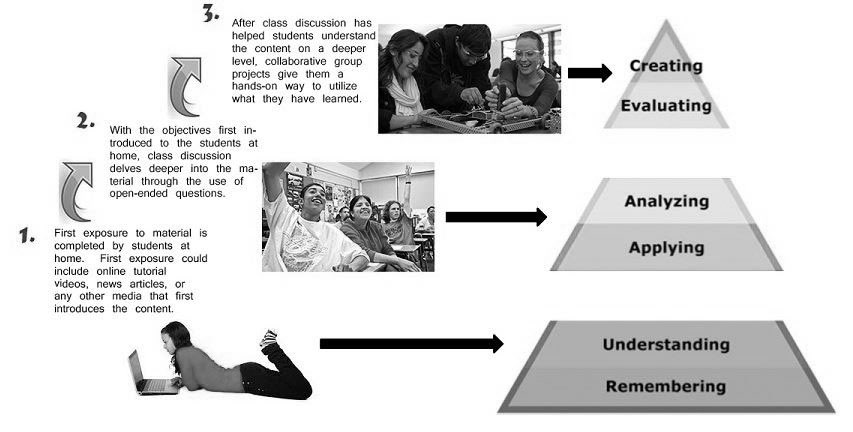 3.
After class discussion has
helped students understand
the content on a deeper
level, collaborative group
projects give them a
hands-on way to utilize
what they have learned.
Creating
Evaluating
2.
With the objectives first in-
troduced to the students at
home, class discussion
delves deeper into the ma-
terial through the use of
open-ended questions.
Analyzing
Applying
1.
First exposure to material is
completed by students at
home. First exposure could
include online tutorial
videos, news articles, or
any other media that first
introduces the content.
Understanding
Remembering